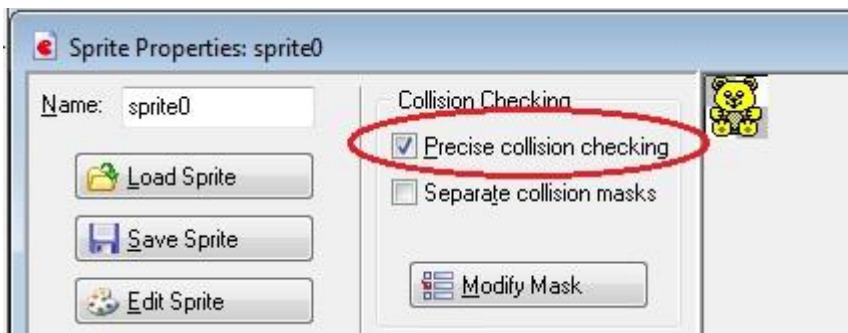 Sprite Properties: sprite0
Name: sprite0
Load Sprite
Save Sprite
Edit Sprite
Collision Checking
Precise collision checking
Separate collision masks
Modify Mask